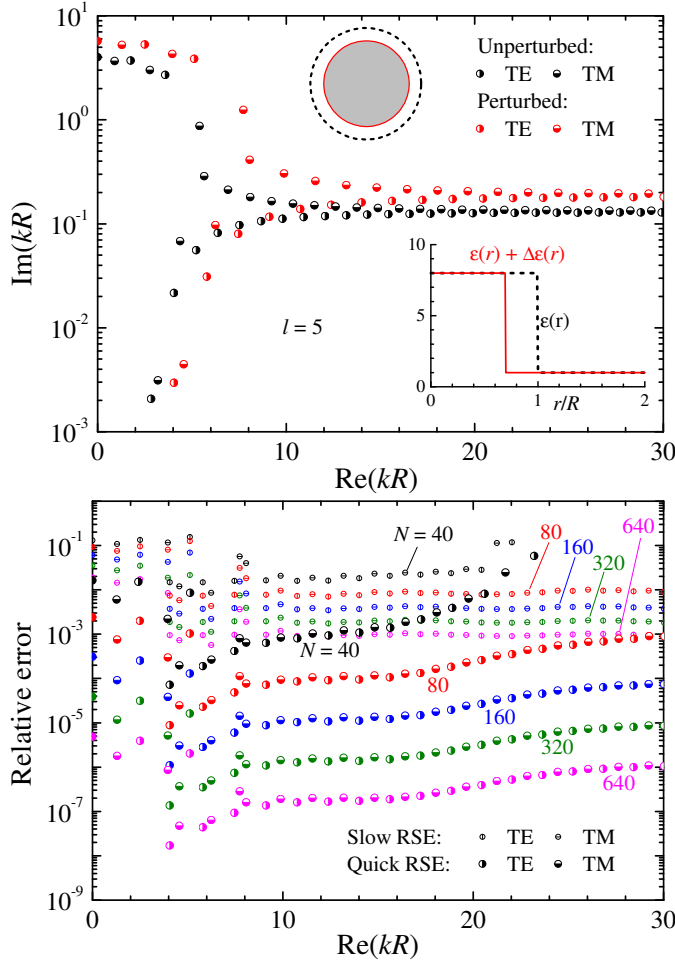 10^1
10^0
10^-1
10^-2
10^-3
Im(kR)
Unperturbed:
TE TM
Perturbed:
TE TM
ε(r) + Δε(r)
10
5
0
ε(r)
l = 5
0 1 r/R 2
0 10 20 30
Re(kR)
10^-1
10^-3
10^-5
10^-7
10^-9
Relative error
N = 40
80
160
320
640
N = 40
80
160
320
640
Slow RSE: TE TM
Quick RSE: TE TM
0 10 20 30
Re(kR)